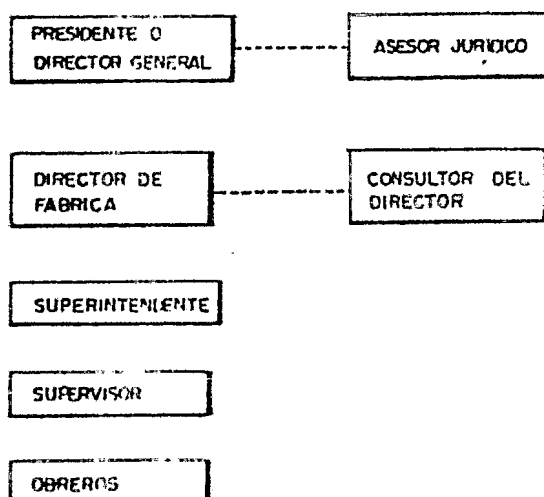 PRESIDENTE O
DIRECTOR GENERAL
ASESOR JURIDICO
DIRECTOR DE
FABRICA
CONSULTOR DEL
DIRECTOR
SUPERINTENDENTE
SUPERVISOR
OBREROS